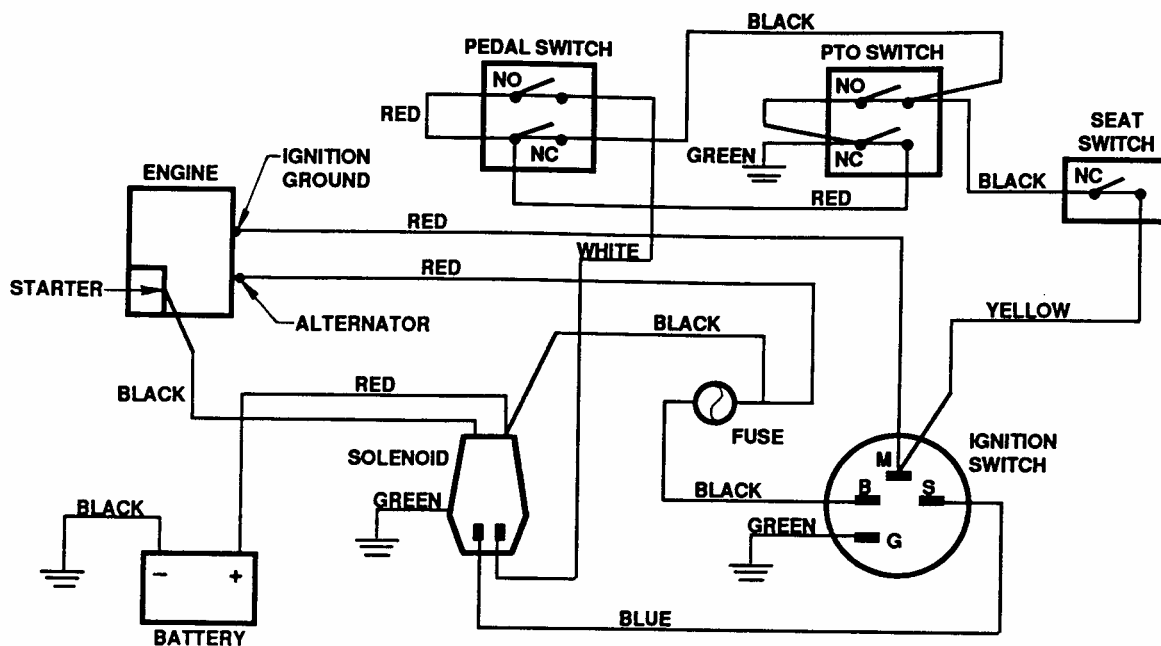 BLACK
PEDAL SWITCH
PTO SWITCH
NO
NO
RED
SEAT
SWITCH
NC
GREEN
NC
IGNITION
GROUND
ENGINE
BLACK
NC
RED
RED
WHITE
RED
STARTER
ALTERNATOR
BLACK
YELLOW
RED
BLACK
FUSE
IGNITION
SWITCH
SOLENOID
M
B
S
BLACK
GREEN
BLACK
GREEN
G
–
+
BLUE
BATTERY